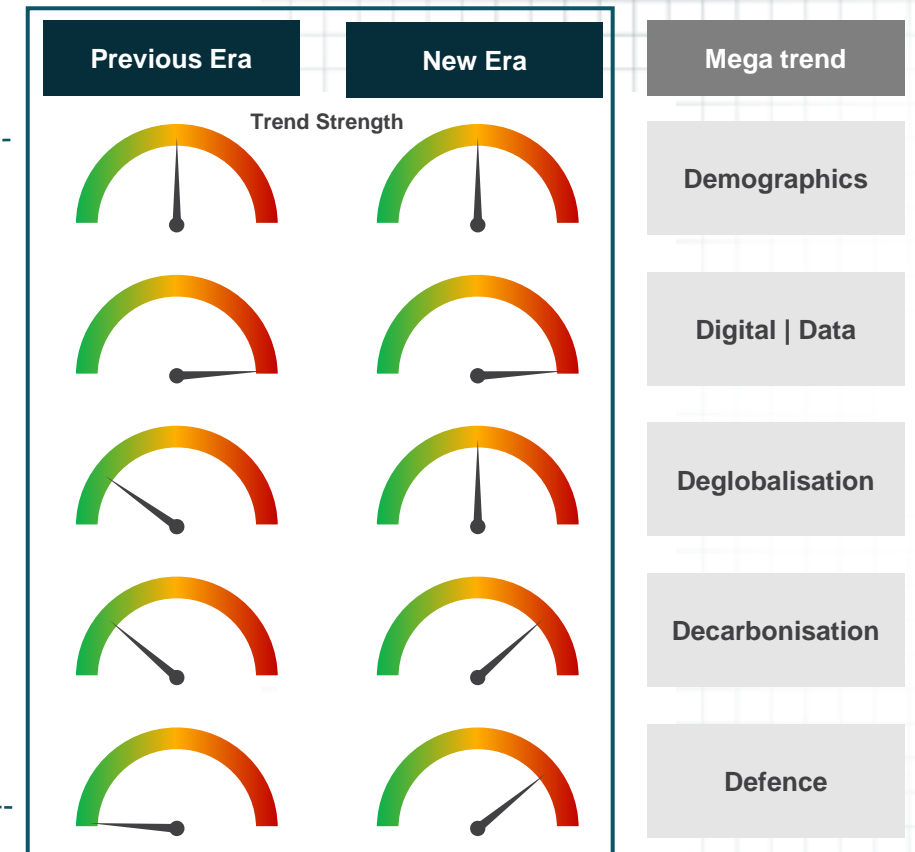 Previous Era
New Era
Mega trend
Trend Strength
Demographics
Digital | Data
Deglobalisation
Decarbonisation
Defence